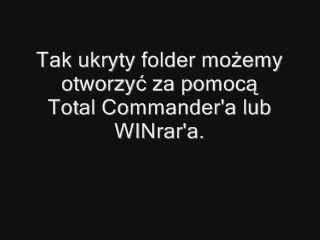 Tak ukryty folder możemy
otworzyć za pomocą
Total Commander'a lub
WINrar'a.